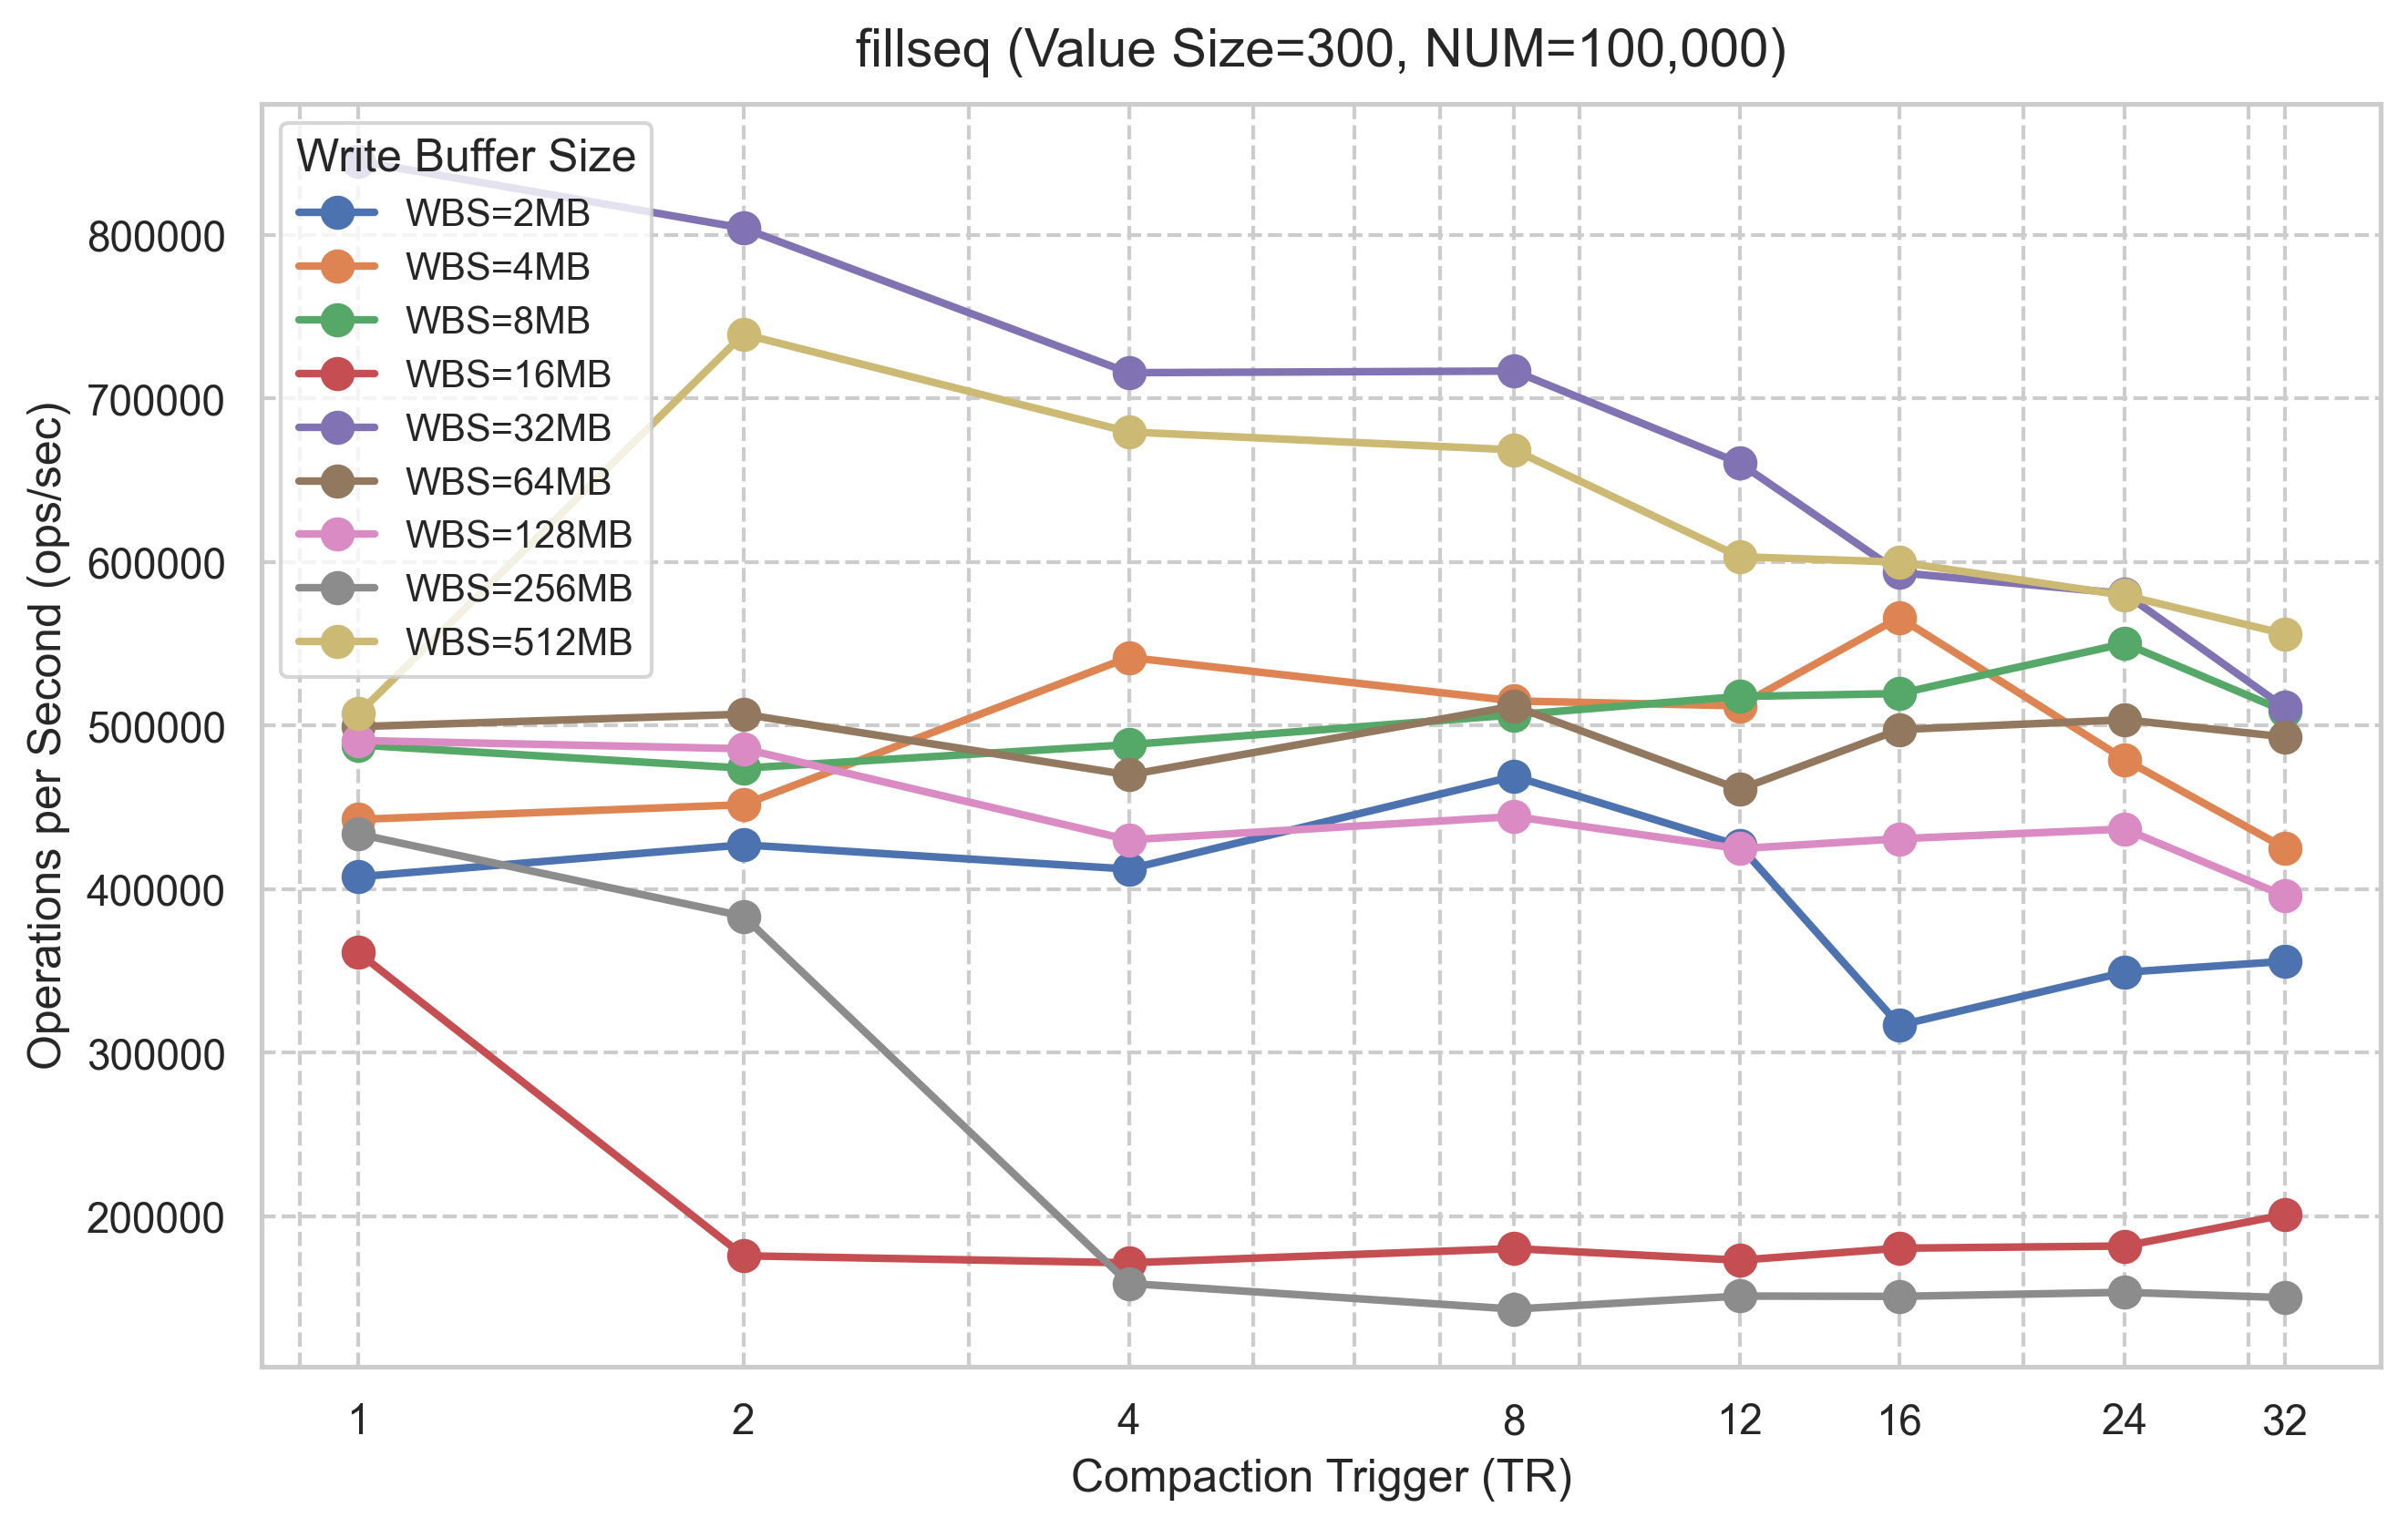 fillseq (Value Size=300, NUM=100,000)
Write Buffer Size
WBS=2MB
WBS=4MB
WBS=8MB
WBS=16MB
WBS=32MB
WBS=64MB
WBS=128MB
WBS=256MB
WBS=512MB
Operations per Second (ops/sec)
800000
700000
600000
500000
400000
300000
200000
1 2 4 8 12 16 24 32
Compaction Trigger (TR)